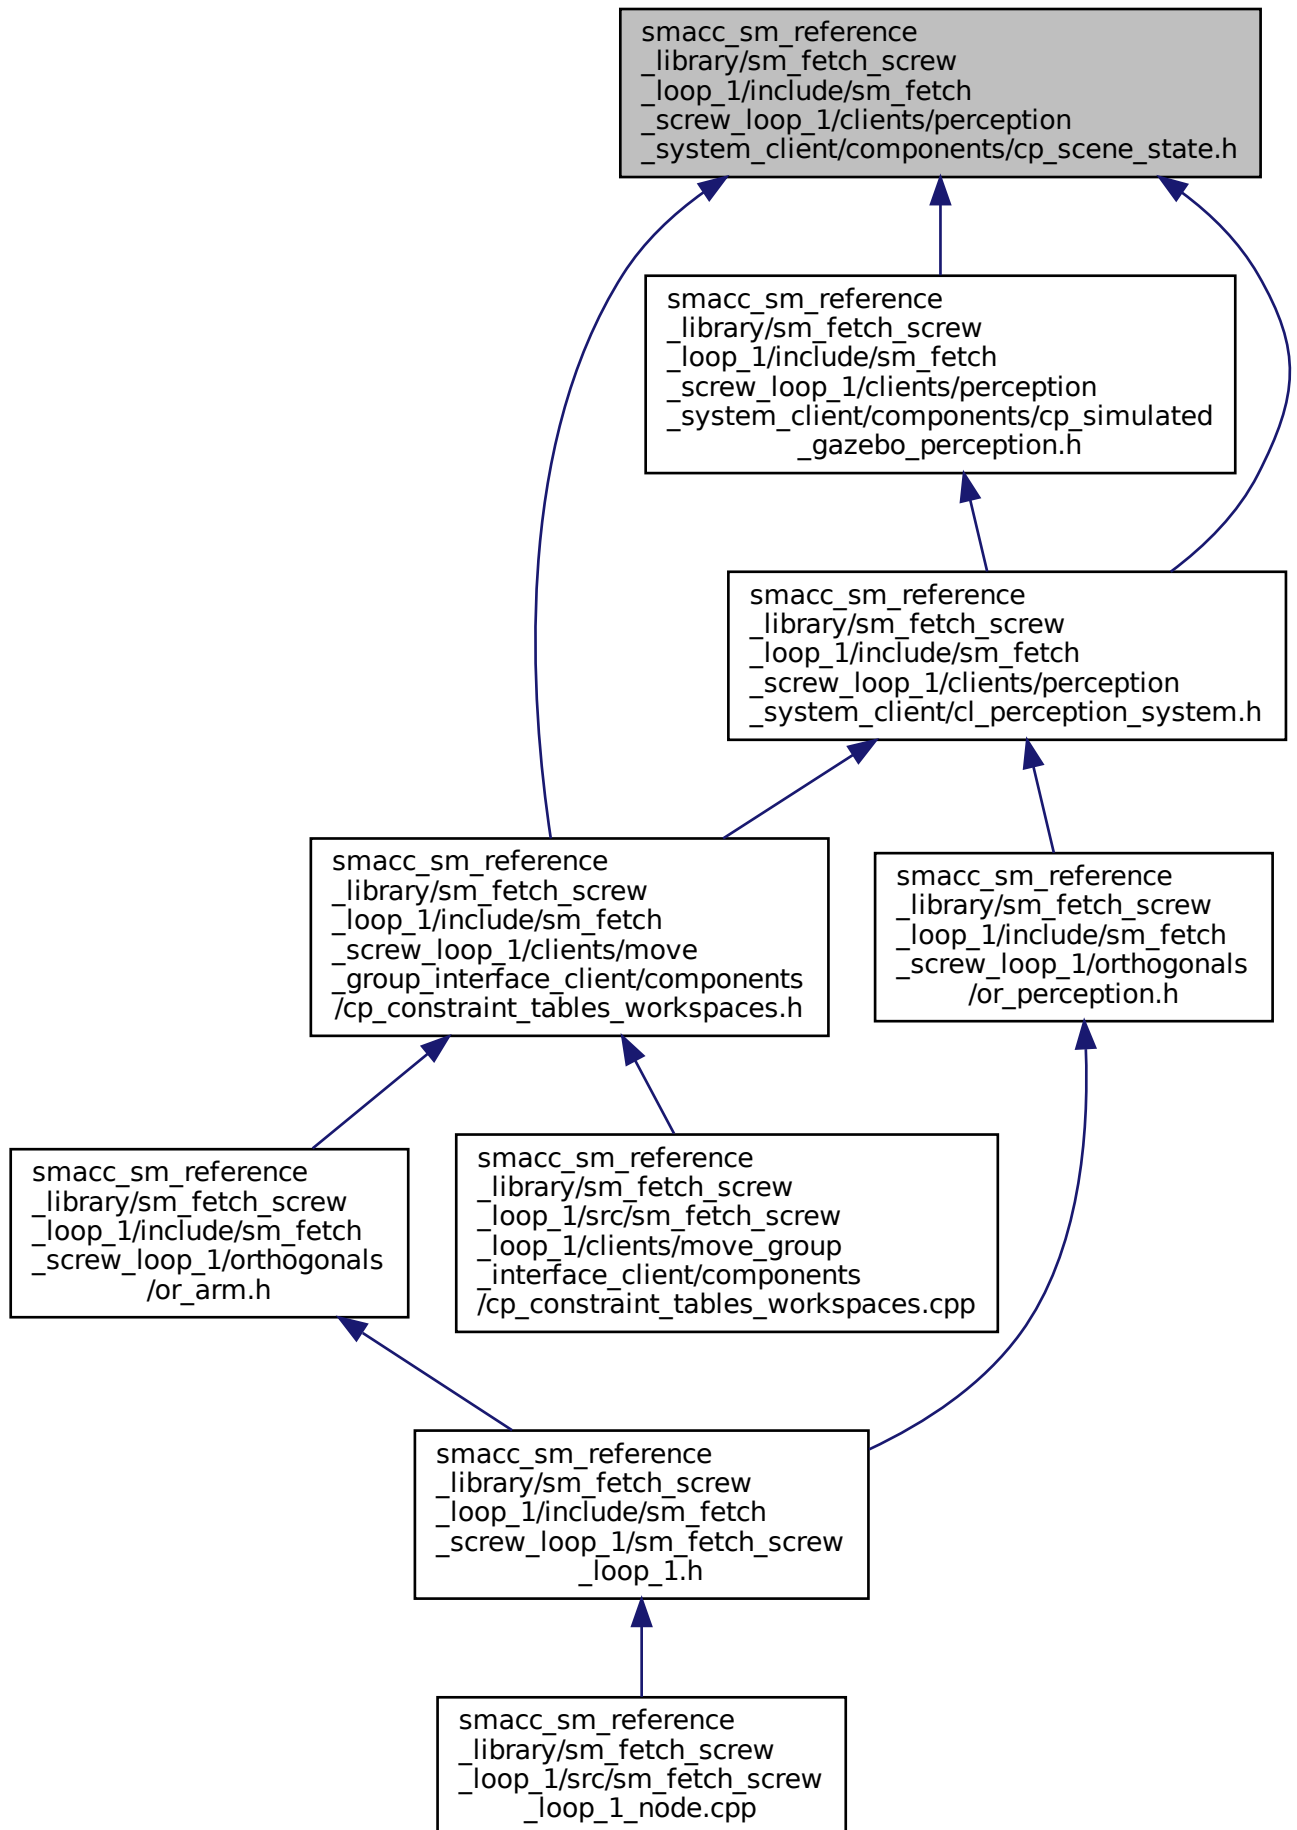 smacc_sm_reference
_library/sm_fetch_screw
_loop_1/include/sm_fetch
_screw_loop_1/clients/perception
_system_client/components/cp_scene_state.h
smacc_sm_reference
_library/sm_fetch_screw
_loop_1/include/sm_fetch
_screw_loop_1/clients/perception
_system_client/components/cp_simulated
_gazebo_perception.h
smacc_sm_reference
_library/sm_fetch_screw
_loop_1/include/sm_fetch
_screw_loop_1/clients/perception
_system_client/cl_perception_system.h
smacc_sm_reference
_library/sm_fetch_screw
_loop_1/include/sm_fetch
_screw_loop_1/clients/move
_group_interface_client/components
/cp_constraint_tables_workspaces.h
smacc_sm_reference
_library/sm_fetch_screw
_loop_1/include/sm_fetch
_screw_loop_1/orthogonals
/or_perception.h
smacc_sm_reference
_library/sm_fetch_screw
_loop_1/include/sm_fetch
_screw_loop_1/orthogonals
/or_arm.h
smacc_sm_reference
_library/sm_fetch_screw
_loop_1/src/sm_fetch_screw
_loop_1/clients/move_group
_interface_client/components
/cp_constraint_tables_workspaces.cpp
smacc_sm_reference
_library/sm_fetch_screw
_loop_1/include/sm_fetch
_screw_loop_1/sm_fetch_screw
_loop_1.h
smacc_sm_reference
_library/sm_fetch_screw
_loop_1/src/sm_fetch_screw
_loop_1_node.cpp